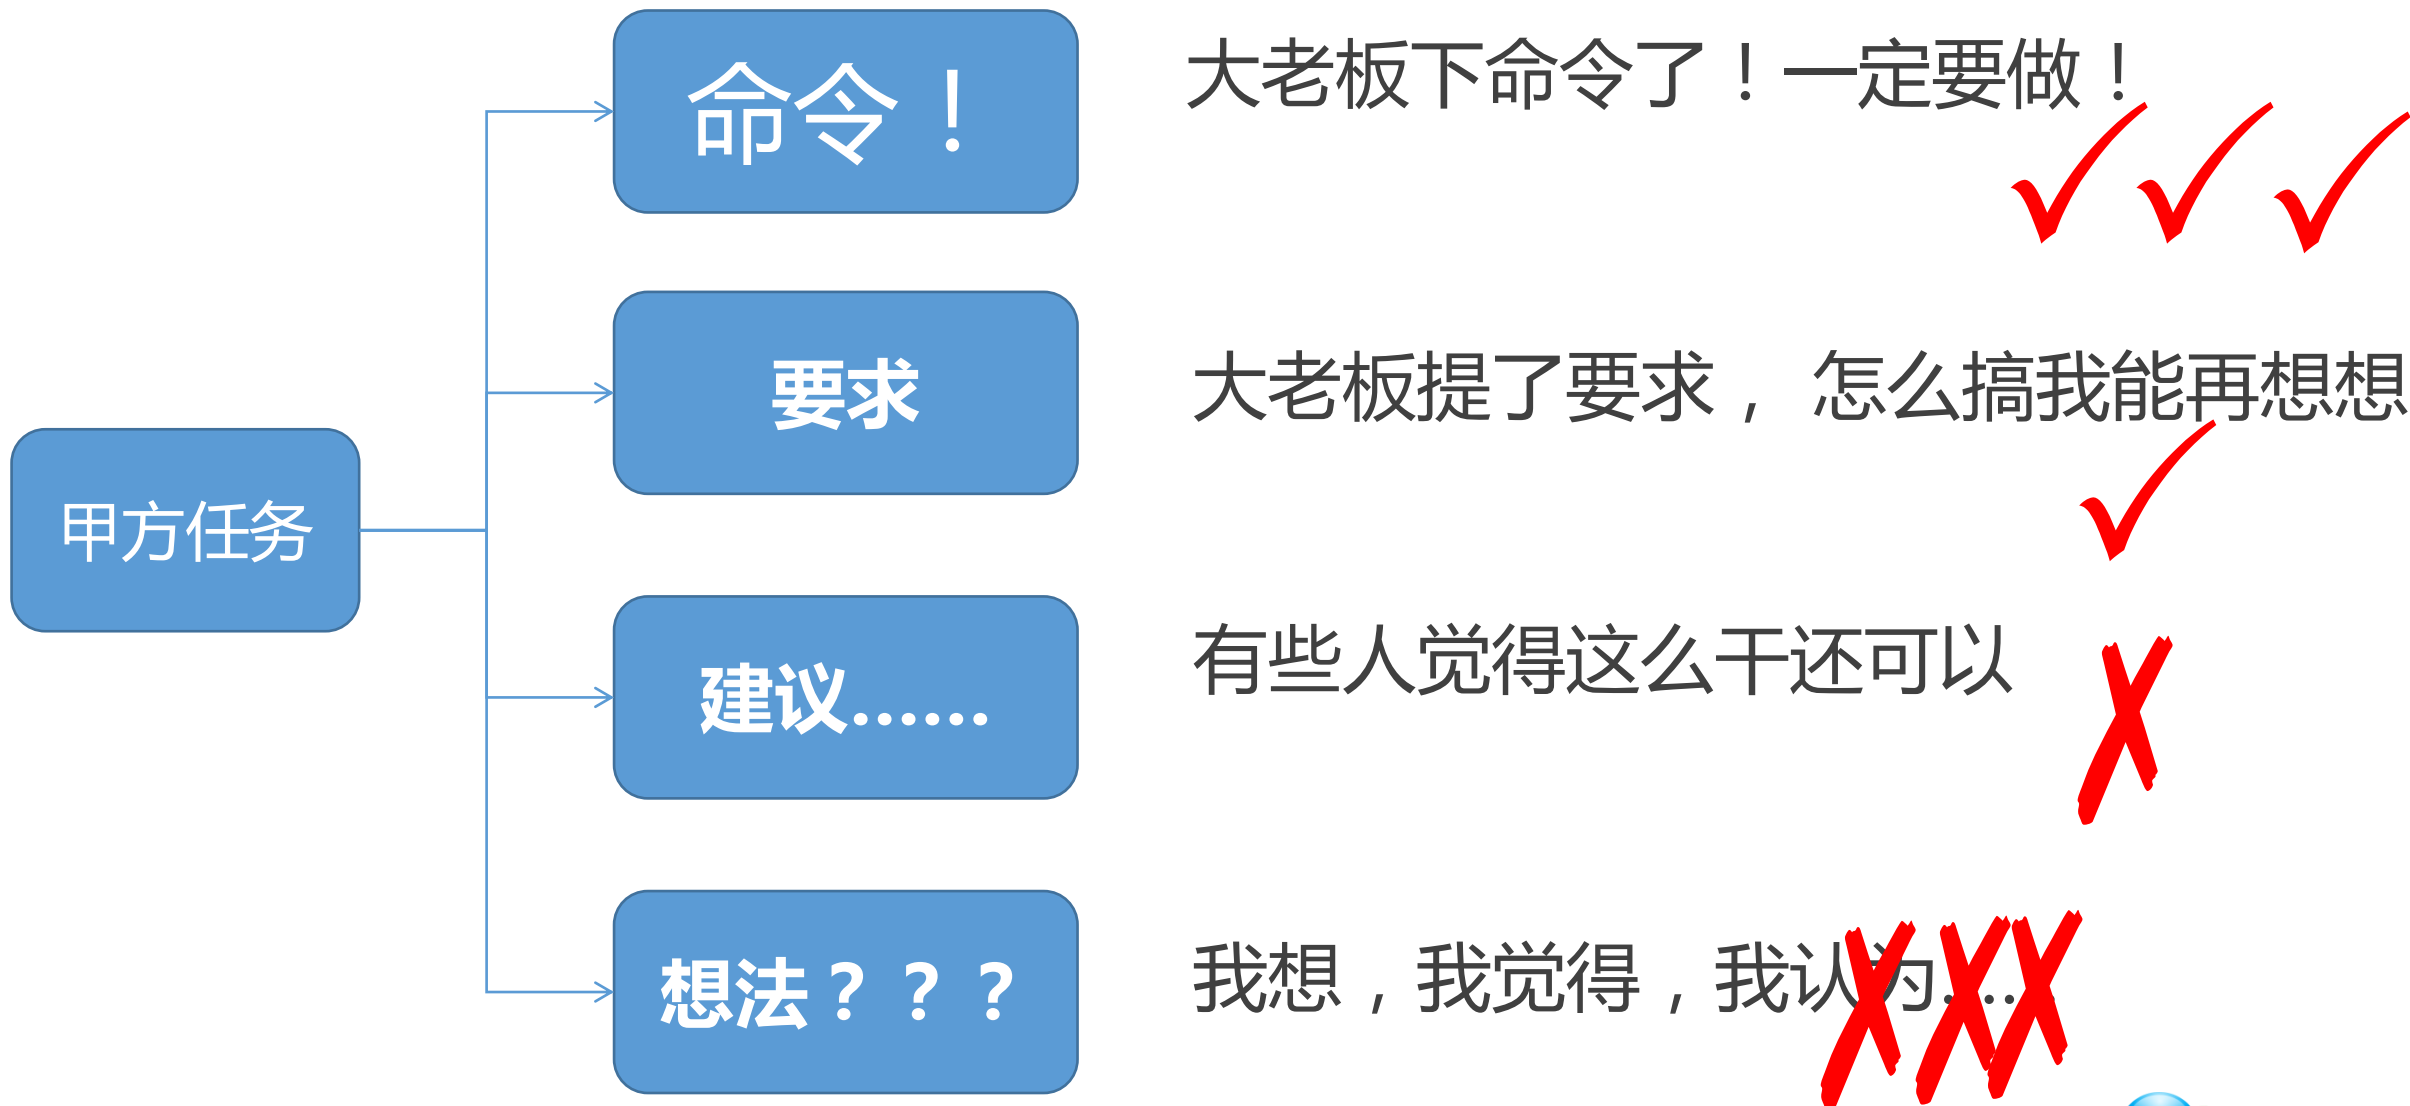 命令！
大老板下命令了！一定要做！
要求
大老板提了要求， 怎么搞我能再想想
甲方任务
建议……
有些人觉得这么干还可以
想法？？？
我想，我觉得，我认为……